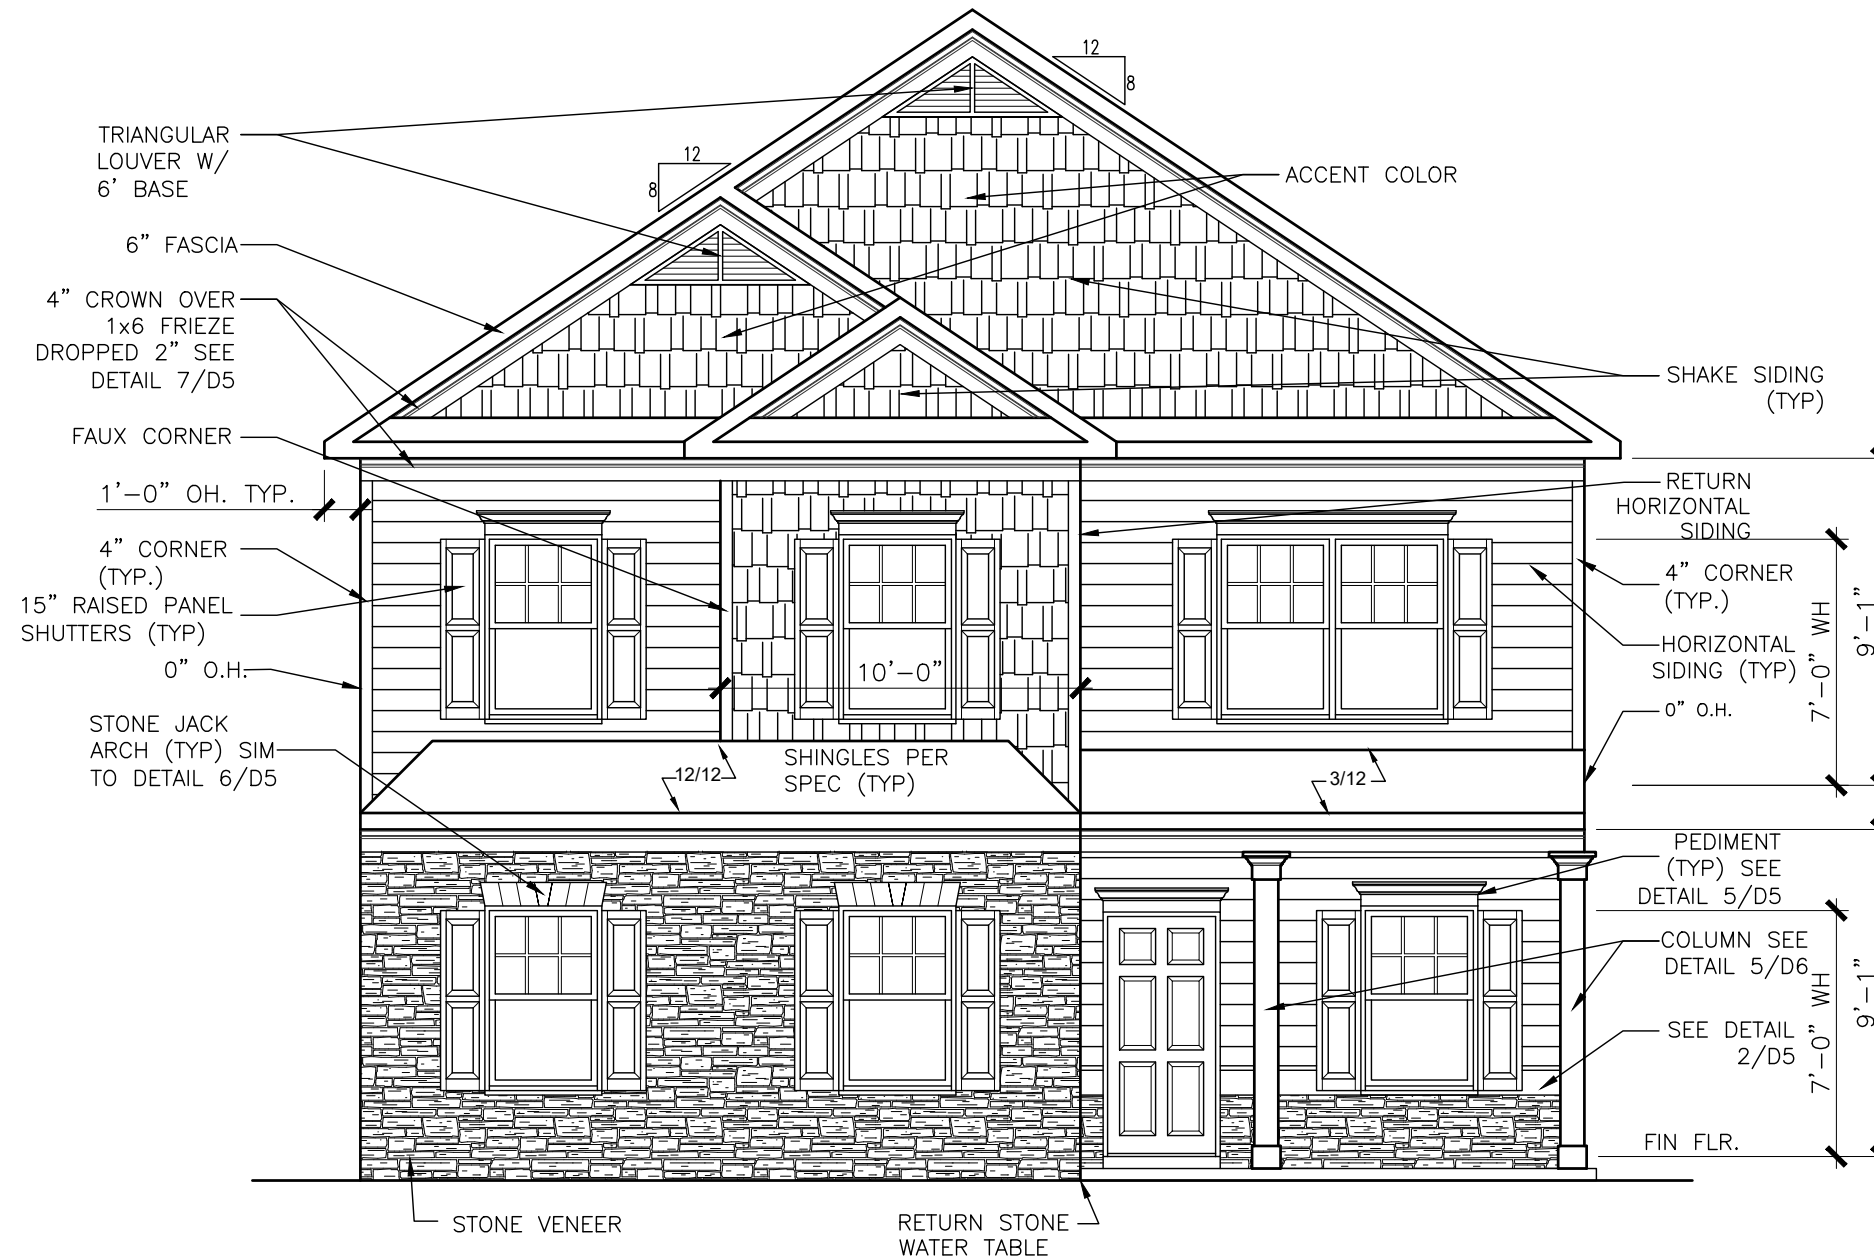 12
8
12
8
TRIANGULAR
LOUVER W/
6' BASE
ACCENT COLOR
6" FASCIA
4" CROWN OVER
1x6 FRIEZE
DROPPED 2" SEE
DETAIL 7/D5
SHAKE SIDING
(TYP)
FAUX CORNER
1'-0" OH. TYP.
RETURN
HORIZONTAL
SIDING
4" CORNER
(TYP.)
15" RAISED PANEL
SHUTTERS (TYP)
4" CORNER
(TYP.)
HORIZONTAL
SIDING (TYP)
7'-0" WH
9'-1"
0" O.H.
10'-0"
0" O.H.
STONE JACK
ARCH (TYP) SIM
TO DETAIL 6/D5
12/12
SHINGLES PER
SPEC (TYP)
3/12
PEDIMENT
(TYP) SEE
DETAIL 5/D5
COLUMN SEE
DETAIL 5/D6
7'-0" WH
9'-1"
SEE DETAIL
2/D5
FIN FLR.
STONE VENEER
RETURN STONE
WATER TABLE